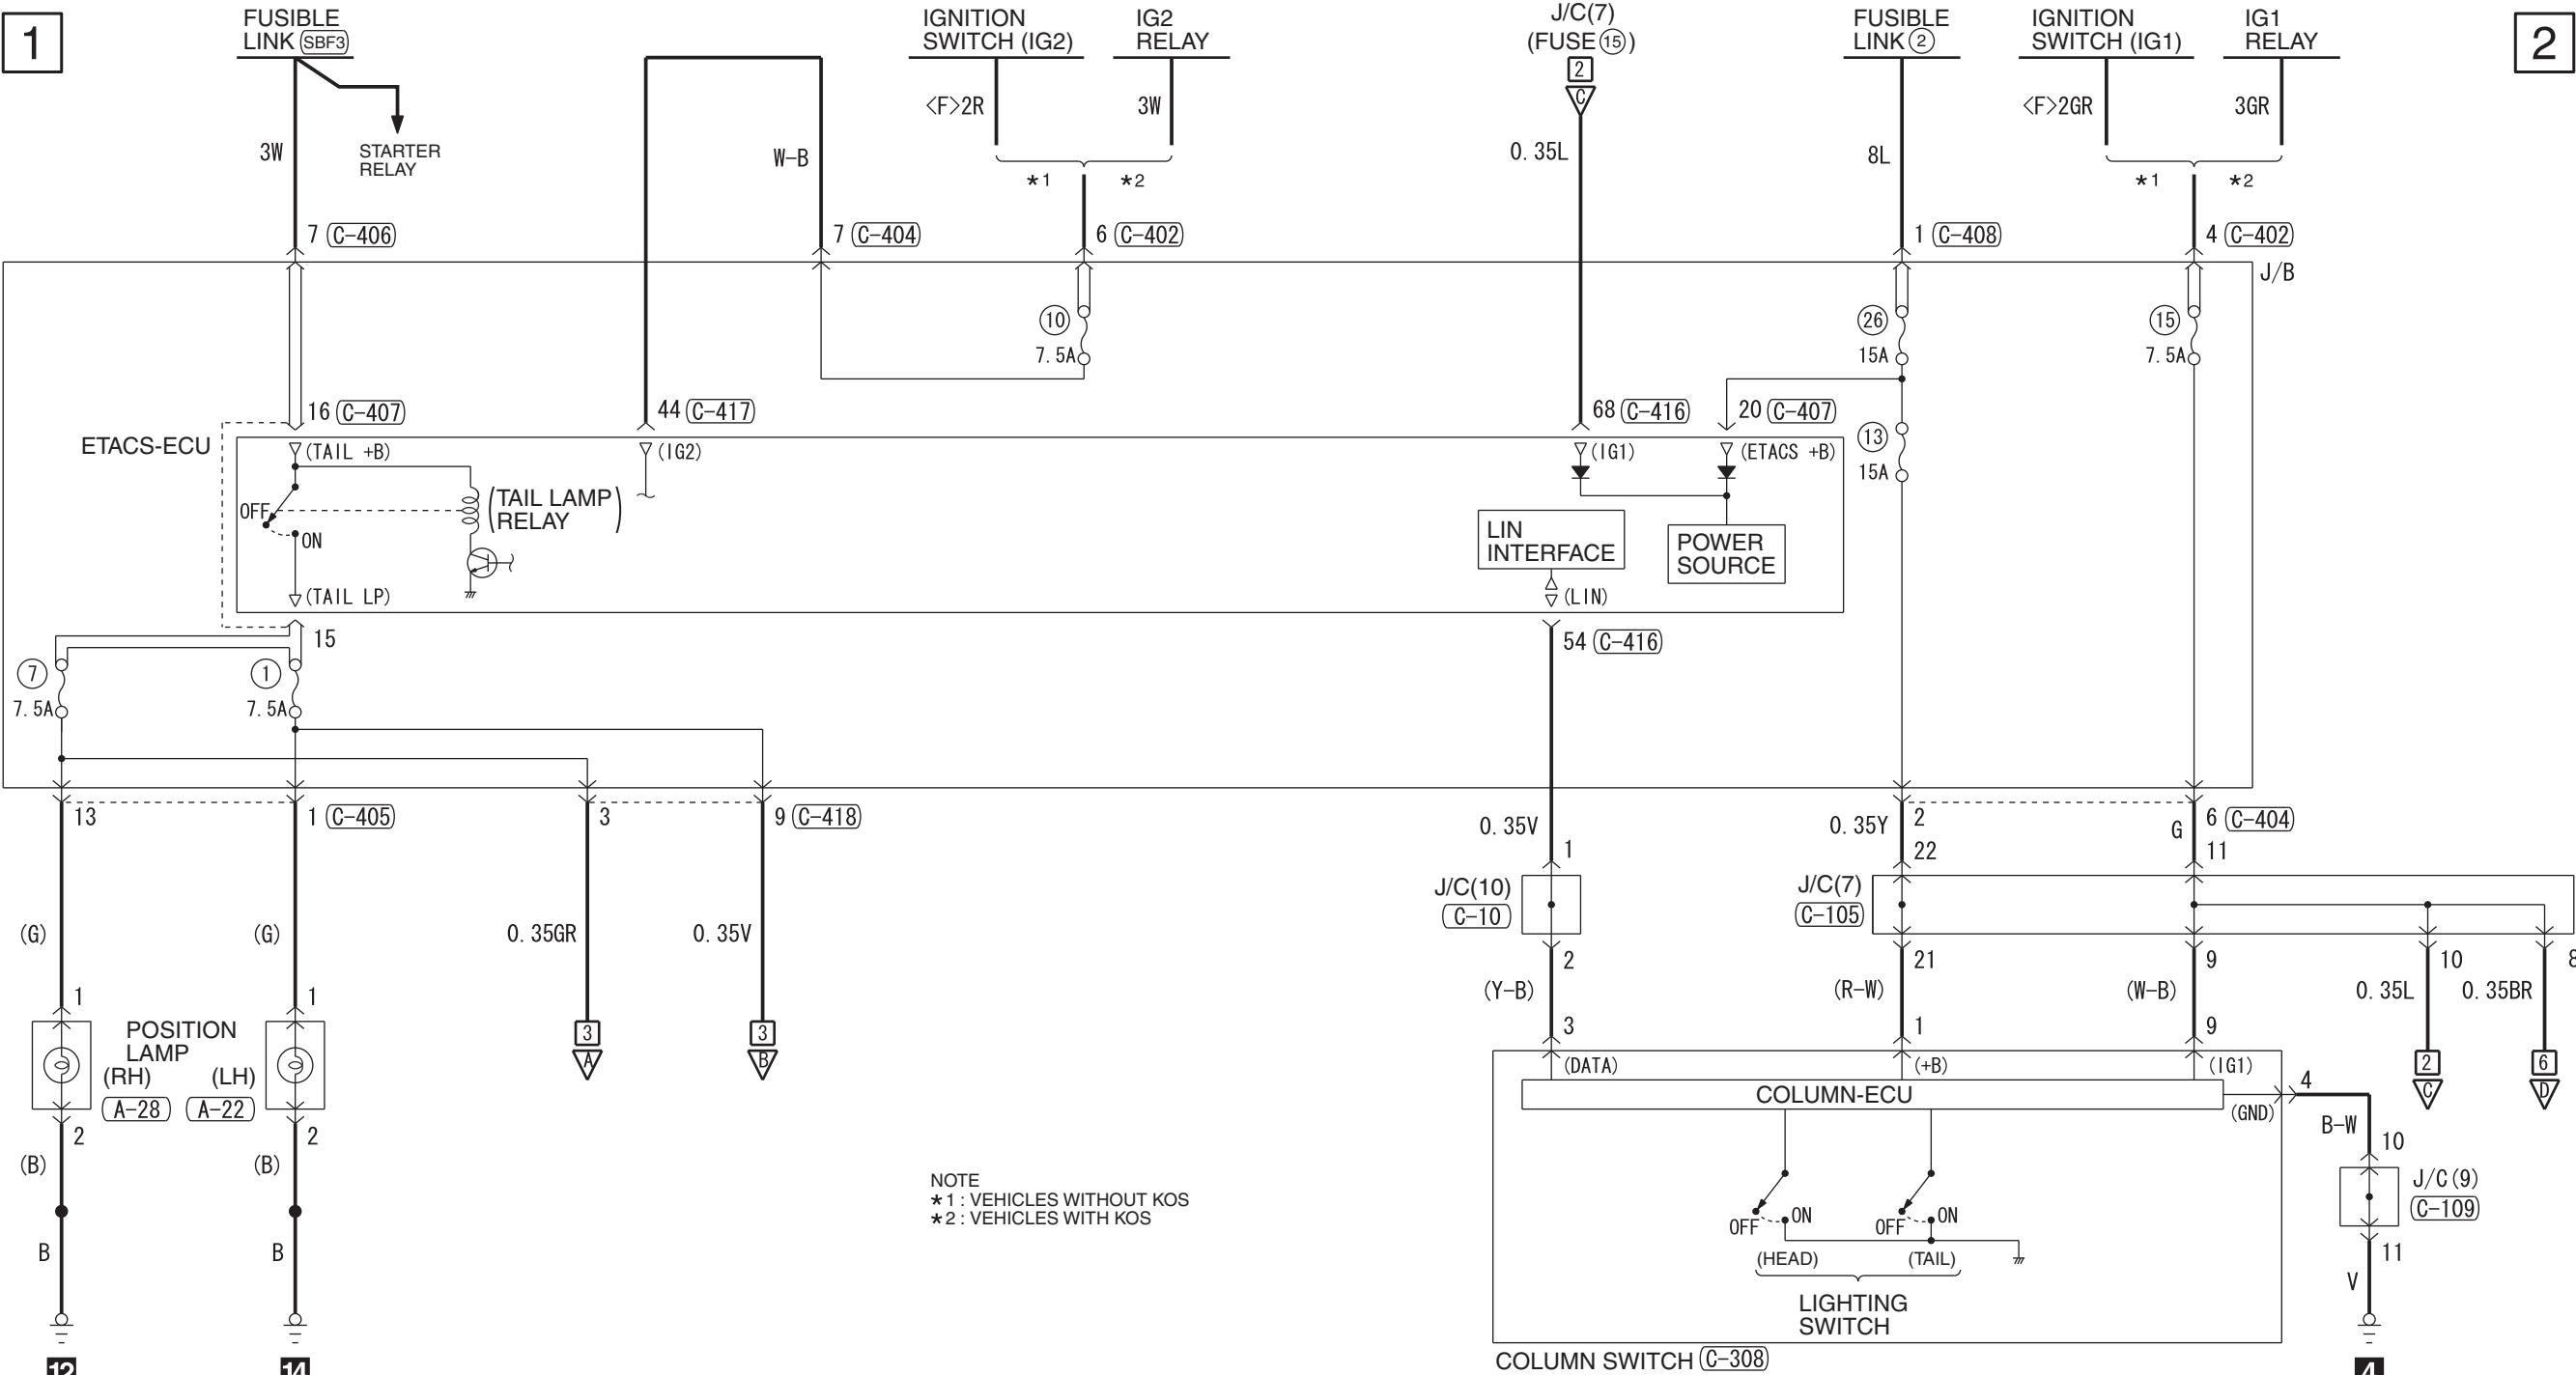 1
FUSIBLE
LINK SBF3
IGNITION
SWITCH (IG2)
IG2
RELAY
J/C(7)
(FUSE 15)
FUSIBLE
LINK 2
IGNITION
SWITCH (IG1)
IG1
RELAY
2
2
C
<F>2R
3W
<F>2GR
3GR
3W
STARTER
RELAY
W-B
0.35L
8L
*1
*2
*1
*2
7 C-406
7 C-404
6 C-402
1 C-408
4 C-402
J/B
10
7.5A
26
15A
15
7.5A
16 C-407
44 C-417
68 C-416
20 C-407
13
15A
ETACS-ECU
(TAIL +B)
(IG2)
(IG1)
(ETACS +B)
OFF
ON
(TAIL LAMP
RELAY)
LIN
INTERFACE
POWER
SOURCE
(TAIL LP)
(LIN)
15
54 C-416
7
7.5A
1
7.5A
13
1 C-405
3
9 C-418
0.35V
0.35Y
2
G
6 C-404
1
22
11
J/C(10)
C-10
J/C(7)
C-105
(G)
(G)
0.35GR
0.35V
2
21
9
10
8
(Y-B)
(R-W)
(W-B)
0.35L
0.35BR
1
1
3
1
9
POSITION
LAMP
(RH)
(LH)
A-28
A-22
3
A
3
B
(DATA)
(+B)
(IG1)
2
C
6
D
COLUMN-ECU
4
(GND)
2
2
B-W
10
(B)
(B)
J/C(9)
C-109
NOTE
*1 : VEHICLES WITHOUT KOS
*2 : VEHICLES WITH KOS
OFF
ON
OFF
ON
(HEAD)
(TAIL)
B
B
11
V
LIGHTING
SWITCH
COLUMN SWITCH C-308
12
14
4